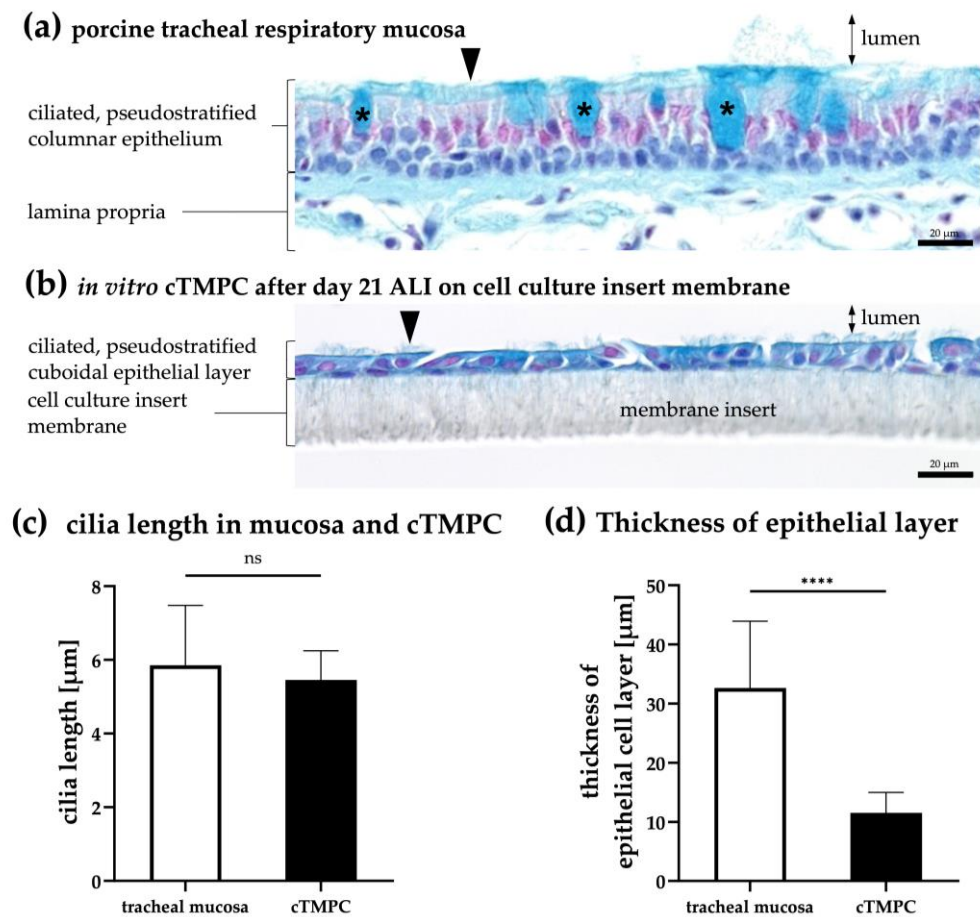 (a) porcine tracheal respiratory mucosa
lumen
ciliated, pseudostratified
columnar epithelium
* * *
lamina propria
20 µm
(b) in vitro cTMPC after day 21 ALI on cell culture insert membrane
lumen
ciliated, pseudostratified
cuboidal epithelial layer
cell culture insert
membrane
membrane insert
20 µm
(c) cilia length in mucosa and cTMPC
ns
cilia length [µm]
8
6
4
2
0
tracheal mucosa cTMPC
(d) Thickness of epithelial layer
****
thickness of
epithelial cell layer [µm]
50
40
30
20
10
0
tracheal mucosa cTMPC